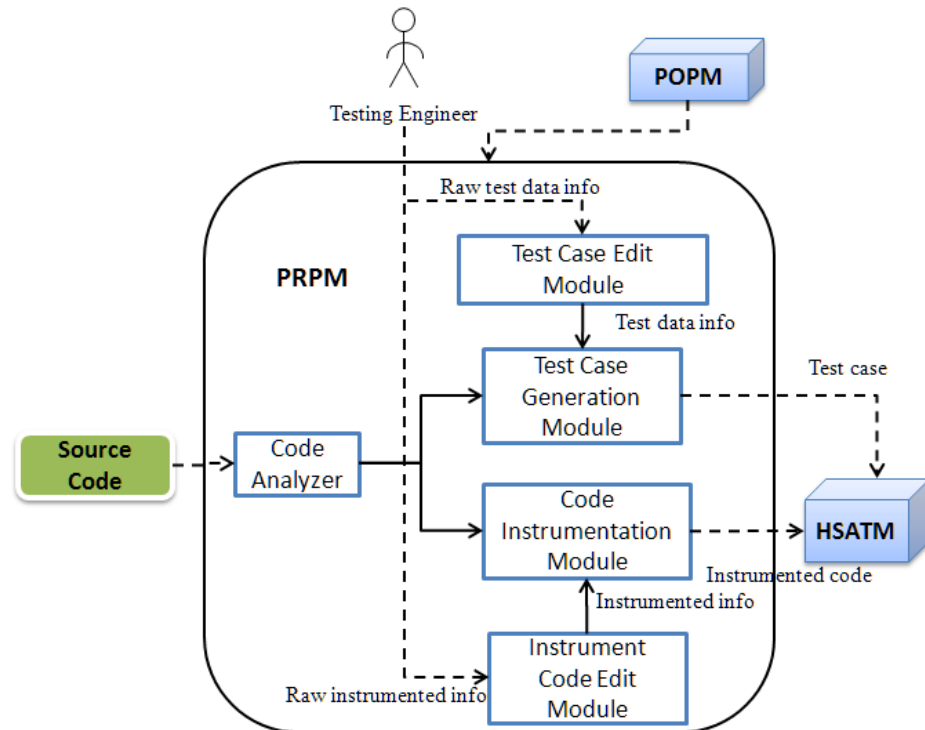 POPM
Testing Engineer
Raw test data info
Test Case Edit
Module
PRPM
Test data info
Test Case
Generation
Module
Test case
Source
Code
Code
Analyzer
Code
Instrumentation
Module
HSATM
Instrumented code
Instrumented info
Instrument
Code Edit
Module
Raw instrumented info